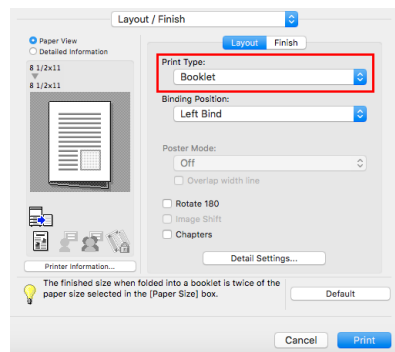 Layout / Finish
Paper View
Detailed Information
8 1/2x11
8 1/2x11
Printer Information...
Layout Finish
Print Type:
Booklet
Binding Position:
Left Bind
Poster Mode:
Off
Overlap width line
Rotate 180
Image Shift
Chapters
Detail Settings...
The finished size when folded into a booklet is twice of the
paper size selected in the [Paper Size] box.
Default
Cancel Print